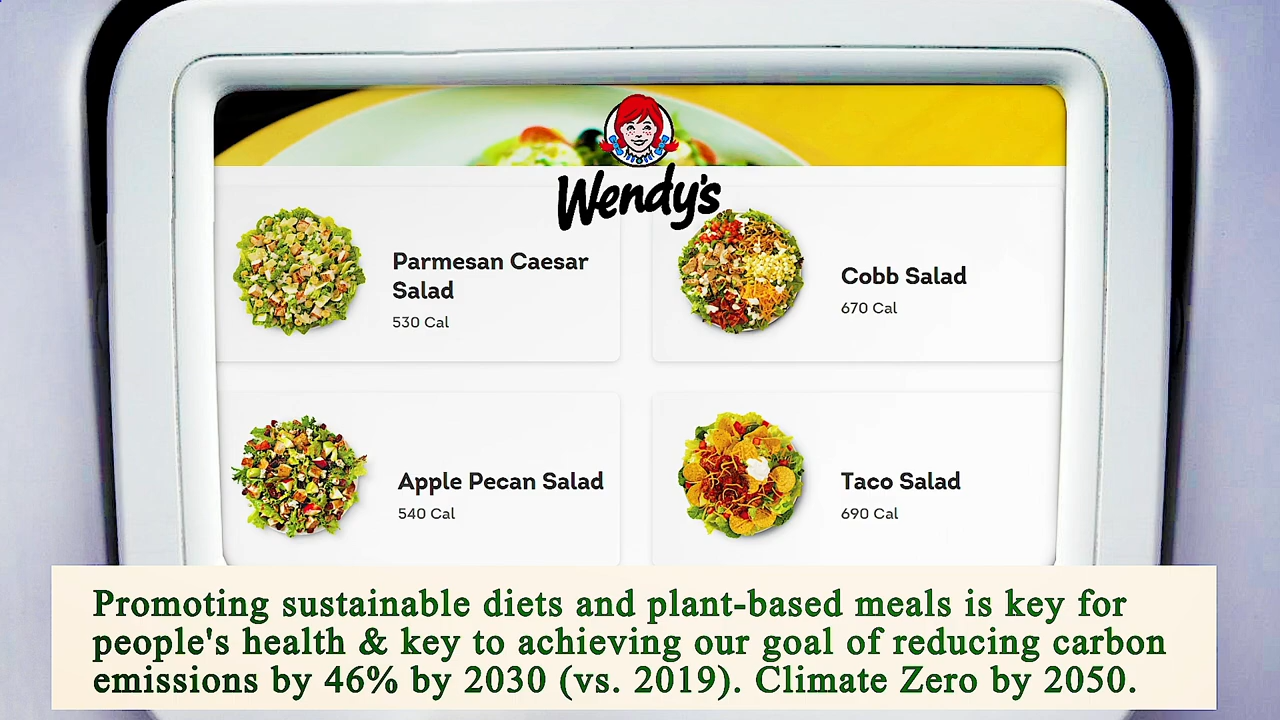 Wendy's
Parmesan Caesar
Salad
530 Cal
Cobb Salad
670 Cal
Apple Pecan Salad
540 Cal
Taco Salad
690 Cal
Promoting sustainable diets and plant-based meals is key for
people's health & key to achieving our goal of reducing carbon
emissions by 46% by 2030 (vs. 2019). Climate Zero by 2050.